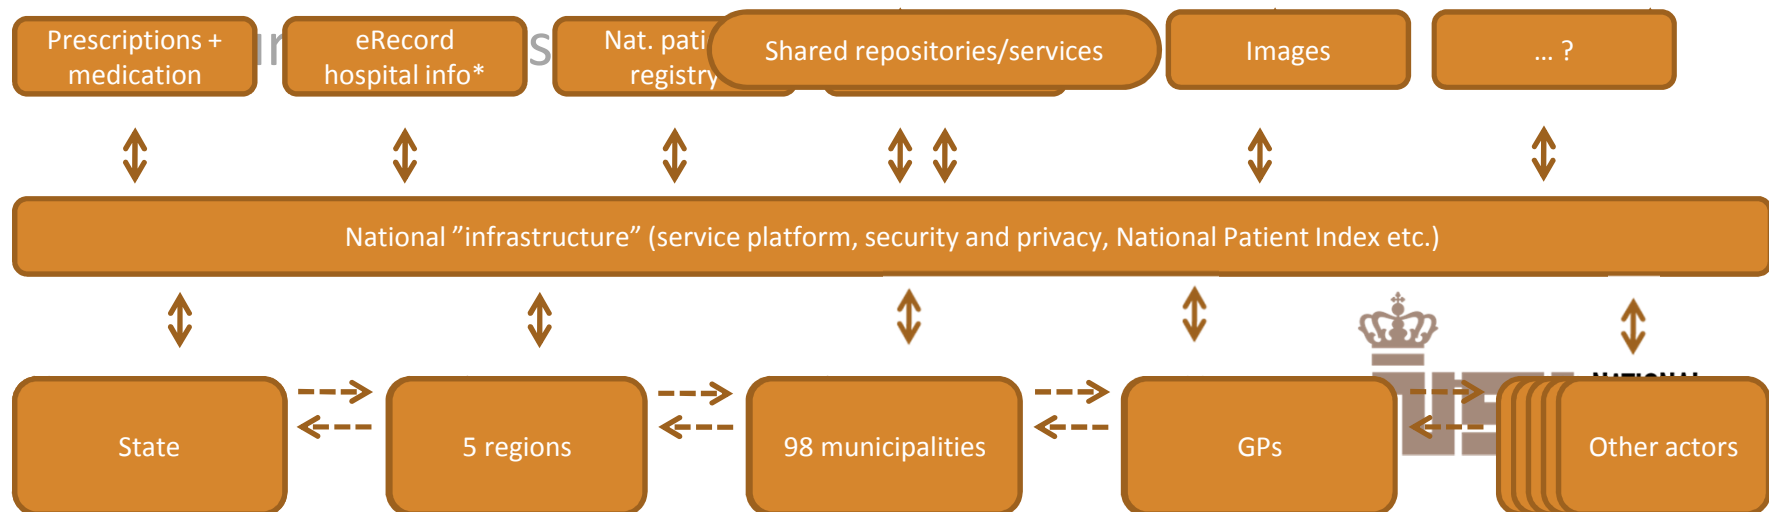 Prescriptions +
medication
eRecord
hospital info*
Nat. pati
registry
Shared repositories/services
Images
... ?
National ”infrastructure” (service platform, security and privacy, National Patient Index etc.)
State
5 regions
98 municipalities
GPs
NATIONAL
Other actors